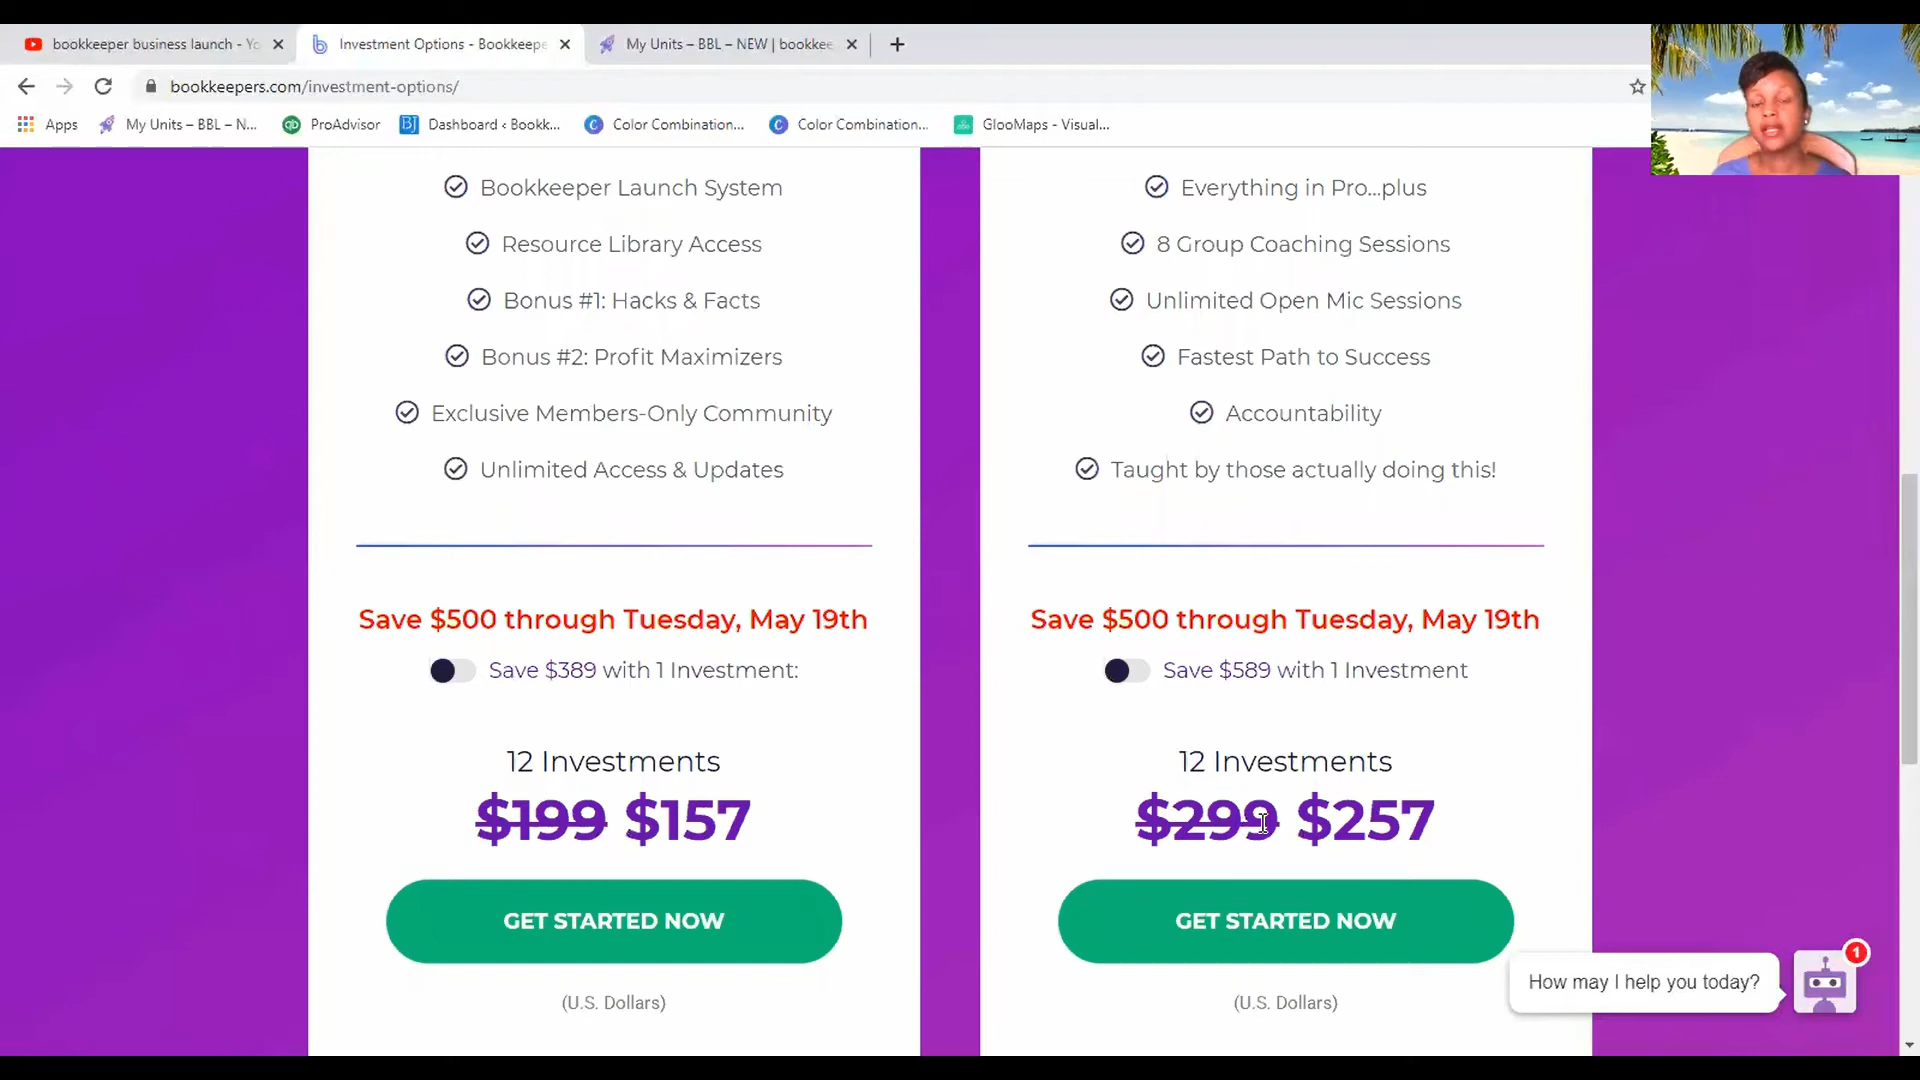 bookkeeper business launch - Yo
Investment Options - Bookkeepe
My Units – BBL – NEW | bookkee
bookkeepers.com/investment-options/
Apps
My Units – BBL – N...
ProAdvisor
Dashboard ‹ Bookk...
Color Combination...
Color Combination...
GlooMaps - Visual...
Bookkeeper Launch System
Resource Library Access
Bonus #1: Hacks & Facts
Bonus #2: Profit Maximizers
Exclusive Members-Only Community
Unlimited Access & Updates
Save $500 through Tuesday, May 19th
Save $389 with 1 Investment:
12 Investments
$199 $157
GET STARTED NOW
(U.S. Dollars)
Everything in Pro...plus
8 Group Coaching Sessions
Unlimited Open Mic Sessions
Fastest Path to Success
Accountability
Taught by those actually doing this!
Save $500 through Tuesday, May 19th
Save $589 with 1 Investment
12 Investments
$299 $257
GET STARTED NOW
(U.S. Dollars)
How may I help you today?
1